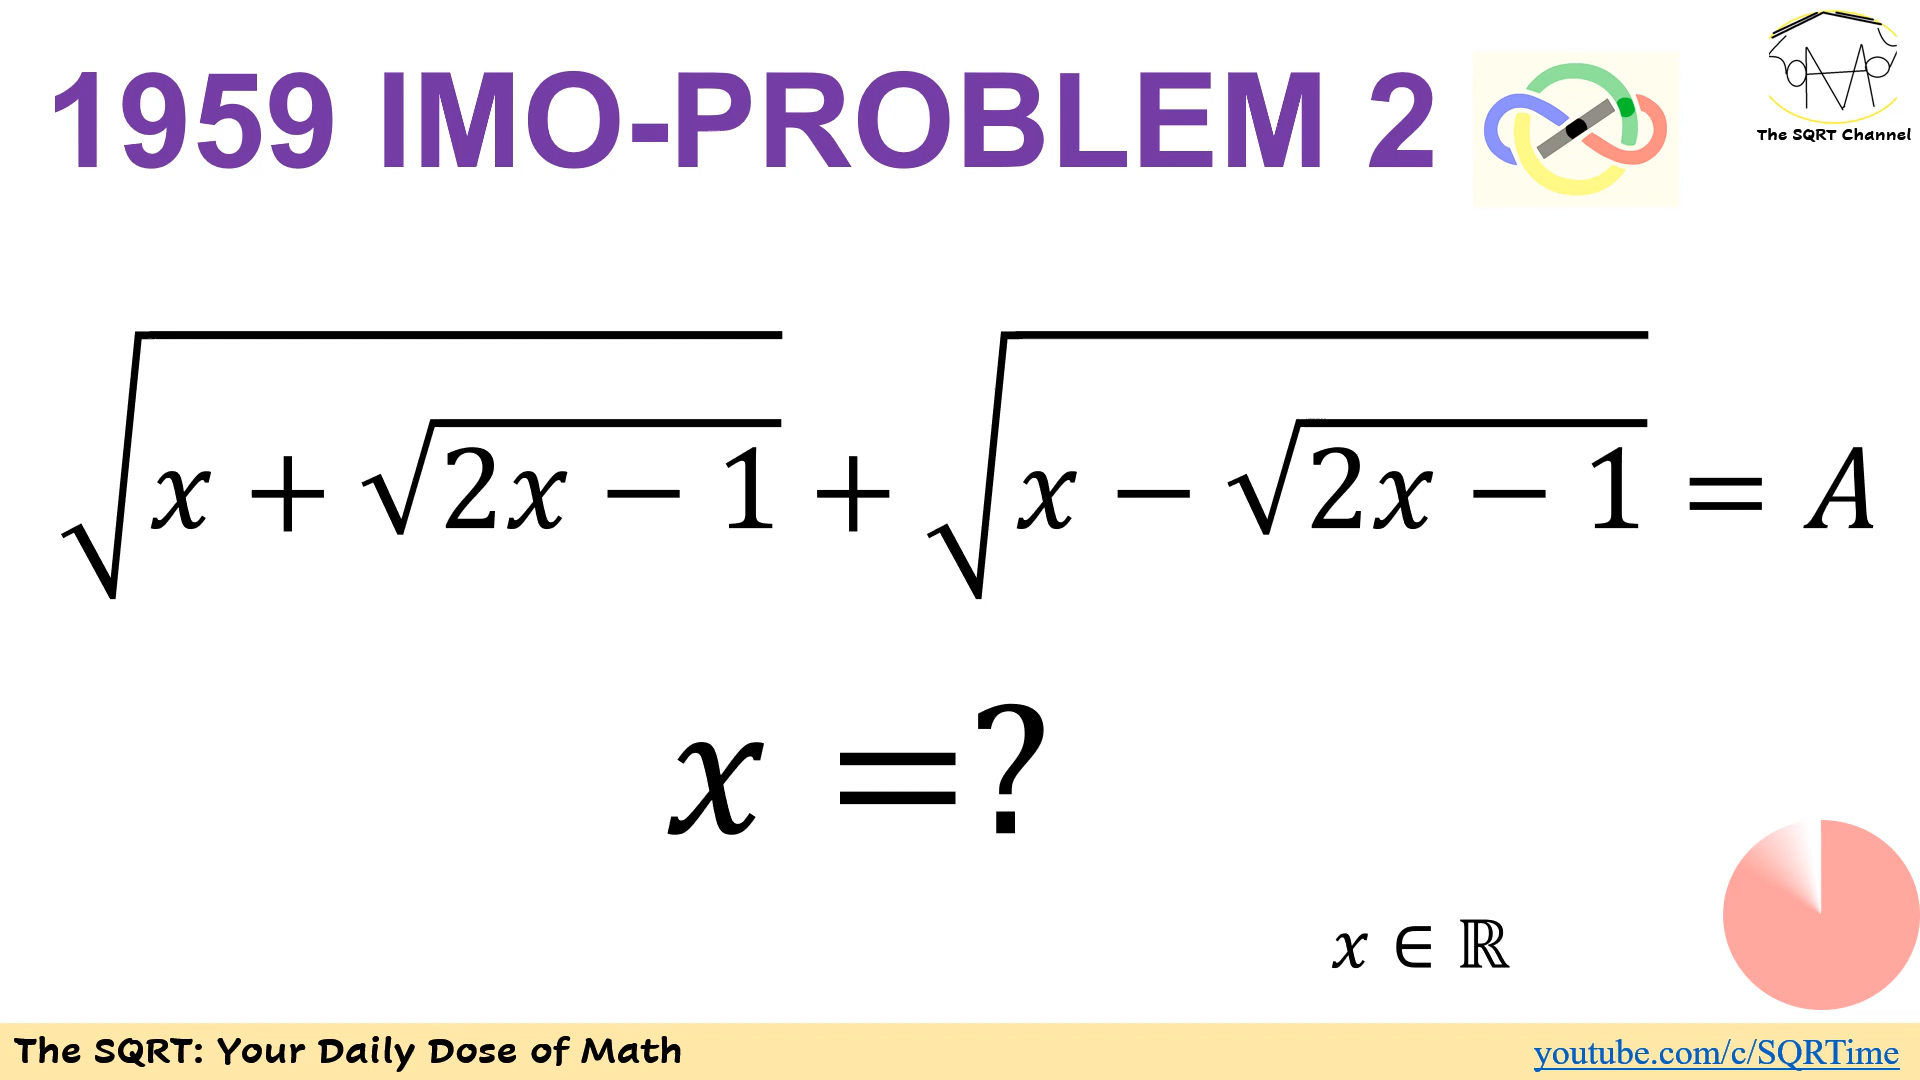 1959 IMO-PROBLEM 2
The SQRT Channel
√(x + √(2x − 1)) + √(x − √(2x − 1)) = A
x =?
x ∈ ℝ
The SQRT: Your Daily Dose of Math
youtube.com/c/SQRTime